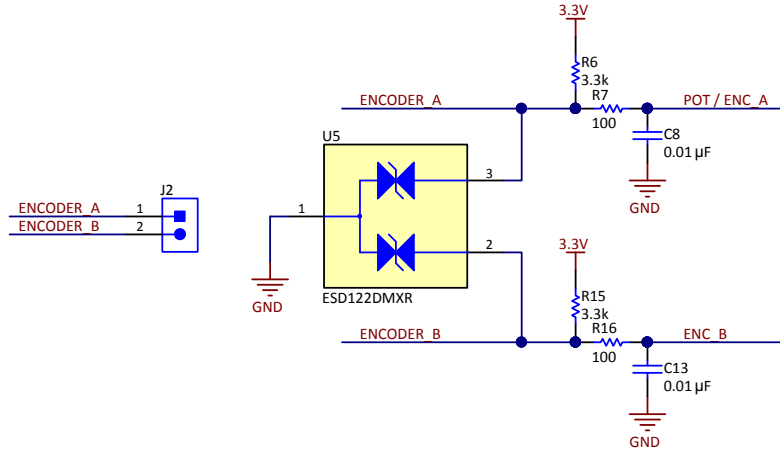 3.3V
R6
3.3k
R7
ENCODER_A
POT / ENC_A
100
C8
0.01 µF
GND
U5
3
1
2
GND
ESD122DMXR
J2
ENCODER_A
1
ENCODER_B
2
3.3V
R15
3.3k
R16
ENCODER_B
ENC_B
100
C13
0.01 µF
GND